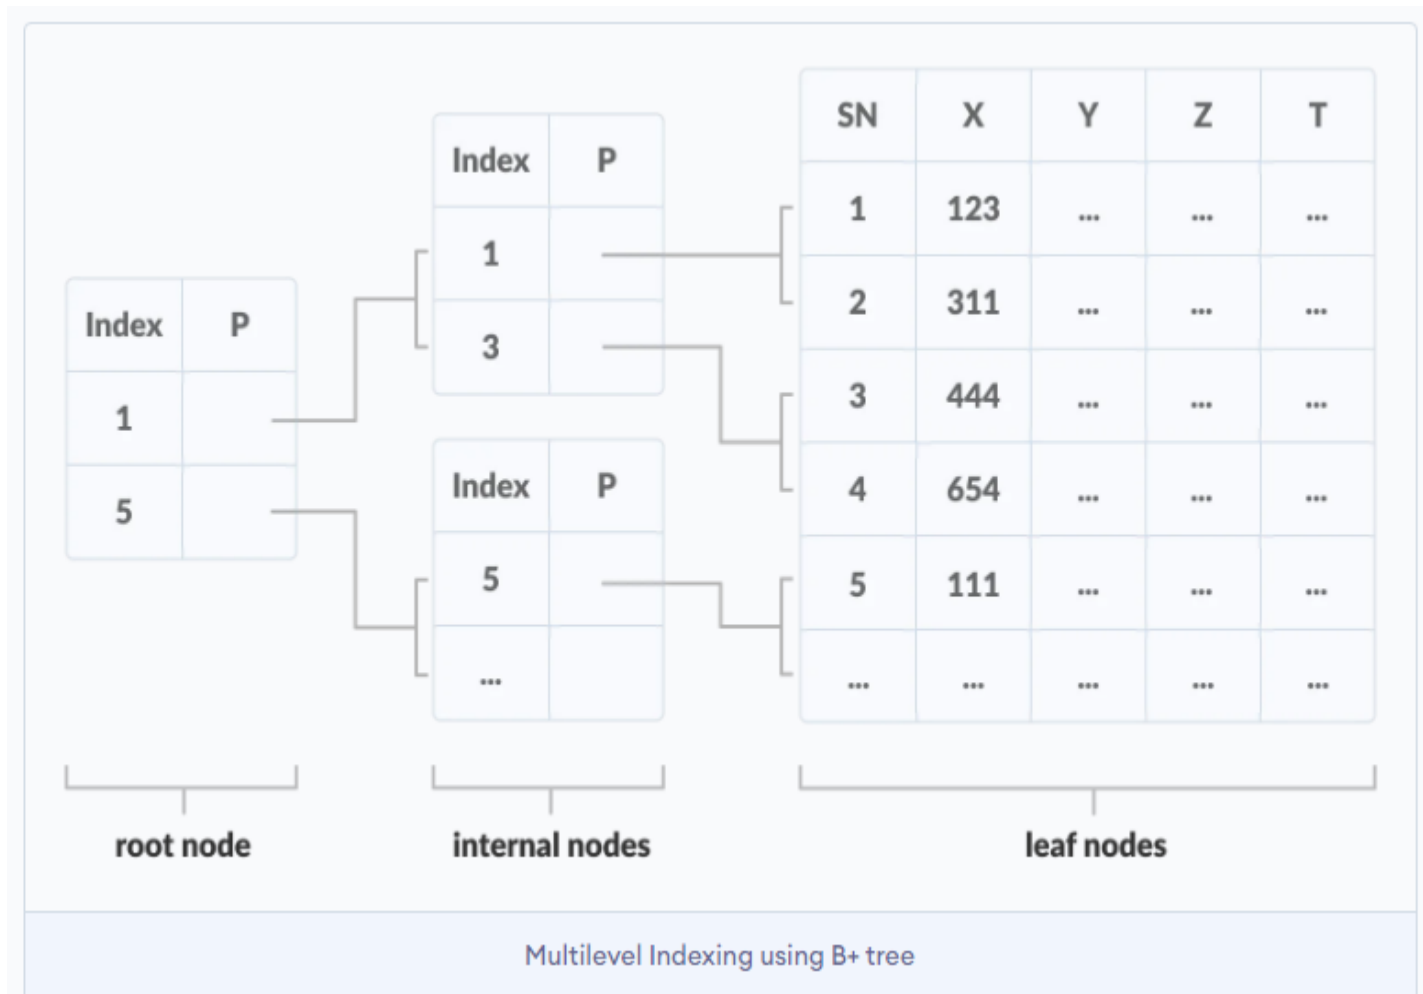 Index P
1
5
Index P
1
3
Index P
5
...
SN X Y Z T
1 123 ... ... ...
2 311 ... ... ...
3 444 ... ... ...
4 654 ... ... ...
5 111 ... ... ...
... ... ... ... ...
root node
internal nodes
leaf nodes
Multilevel Indexing using B+ tree